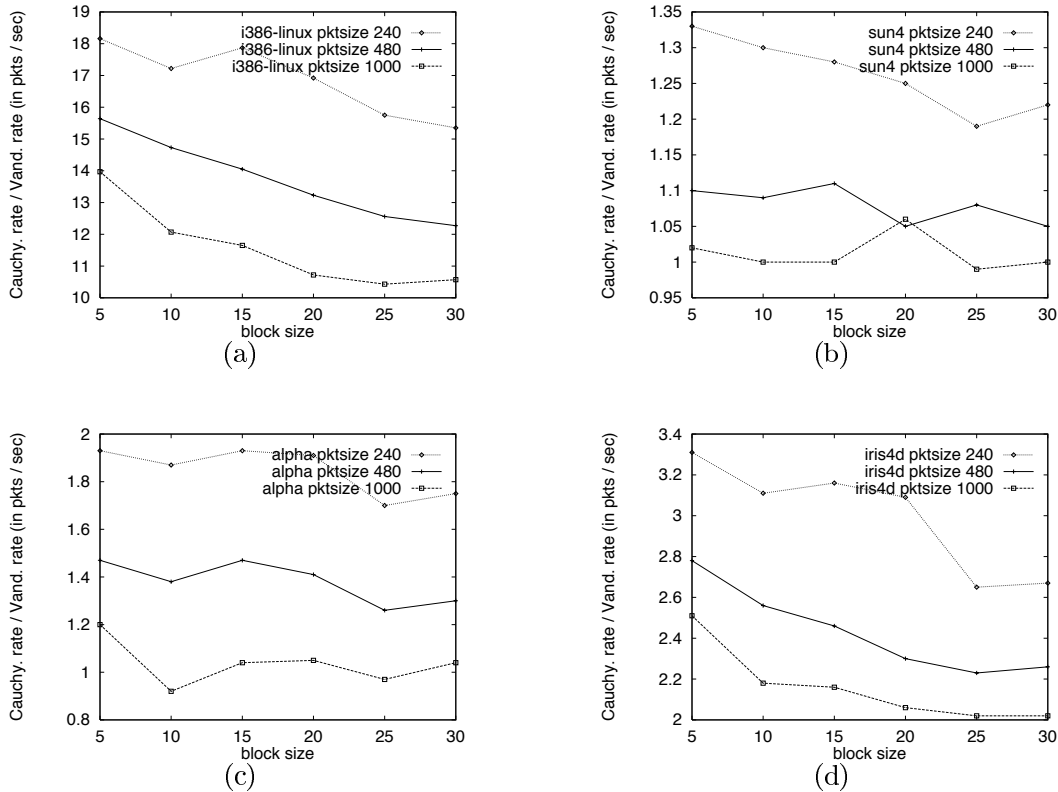 Cauchy. rate / Vand. rate (in pkts / sec)
19
18
17
16
15
14
13
12
11
10
i386-linux pktsize 240
i386-linux pktsize 480
i386-linux pktsize 1000
5 10 15 20 25 30
block size
(a)
Cauchy. rate / Vand. rate (in pkts / sec)
1.35
1.3
1.25
1.2
1.15
1.1
1.05
1
0.95
sun4 pktsize 240
sun4 pktsize 480
sun4 pktsize 1000
5 10 15 20 25 30
block size
(b)
Cauchy. rate / Vand. rate (in pkts / sec)
2
1.8
1.6
1.4
1.2
1
0.8
alpha pktsize 240
alpha pktsize 480
alpha pktsize 1000
5 10 15 20 25 30
block size
(c)
Cauchy. rate / Vand. rate (in pkts / sec)
3.4
3.2
3
2.8
2.6
2.4
2.2
2
iris4d pktsize 240
iris4d pktsize 480
iris4d pktsize 1000
5 10 15 20 25 30
block size
(d)